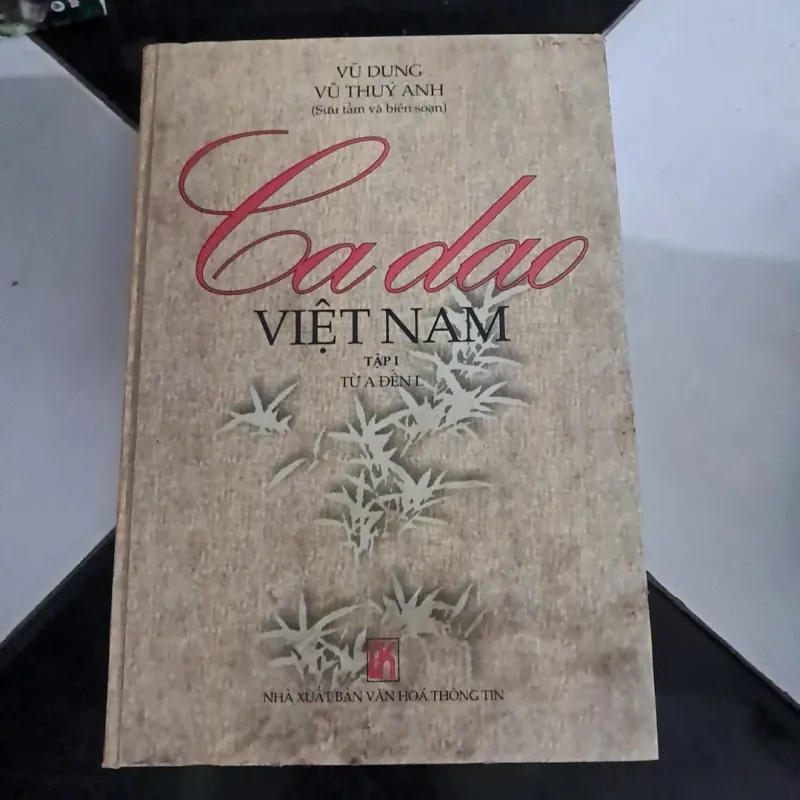 VŨ DUNG
VŨ THUÝ ANH
(Sưu tầm và biên soạn)
Ca dao
VIỆT NAM
TẬP I
TỪ A ĐẾN L
NHÀ XUẤT BẢN VĂN HOÁ THÔNG TIN